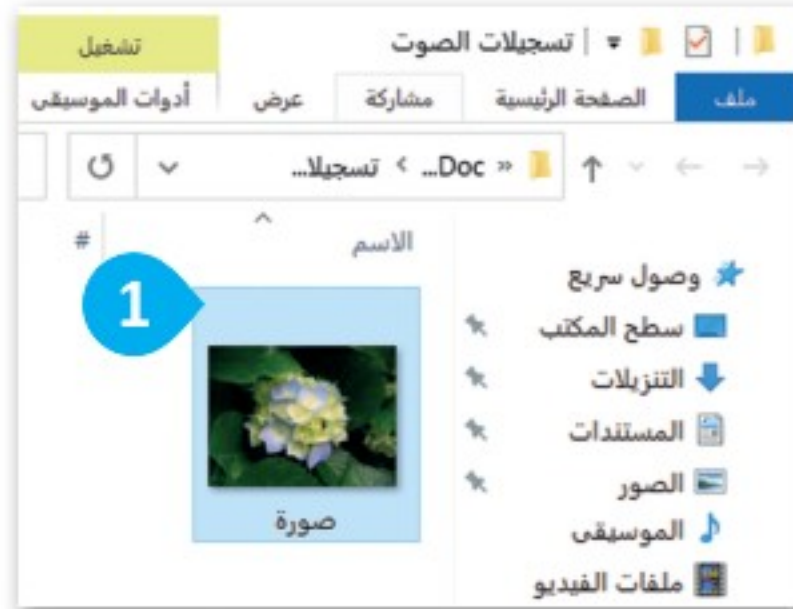 تسجيلات الصوت
تشغيل
ملف الصفحة الرئيسية مشاركة عرض أدوات الموسيقى
Doc... › تسجيلا...
الاسم #
1
وصول سريع
سطح المكتب
التنزيلات
المستندات
الصور
الموسيقى
ملفات الفيديو
صورة